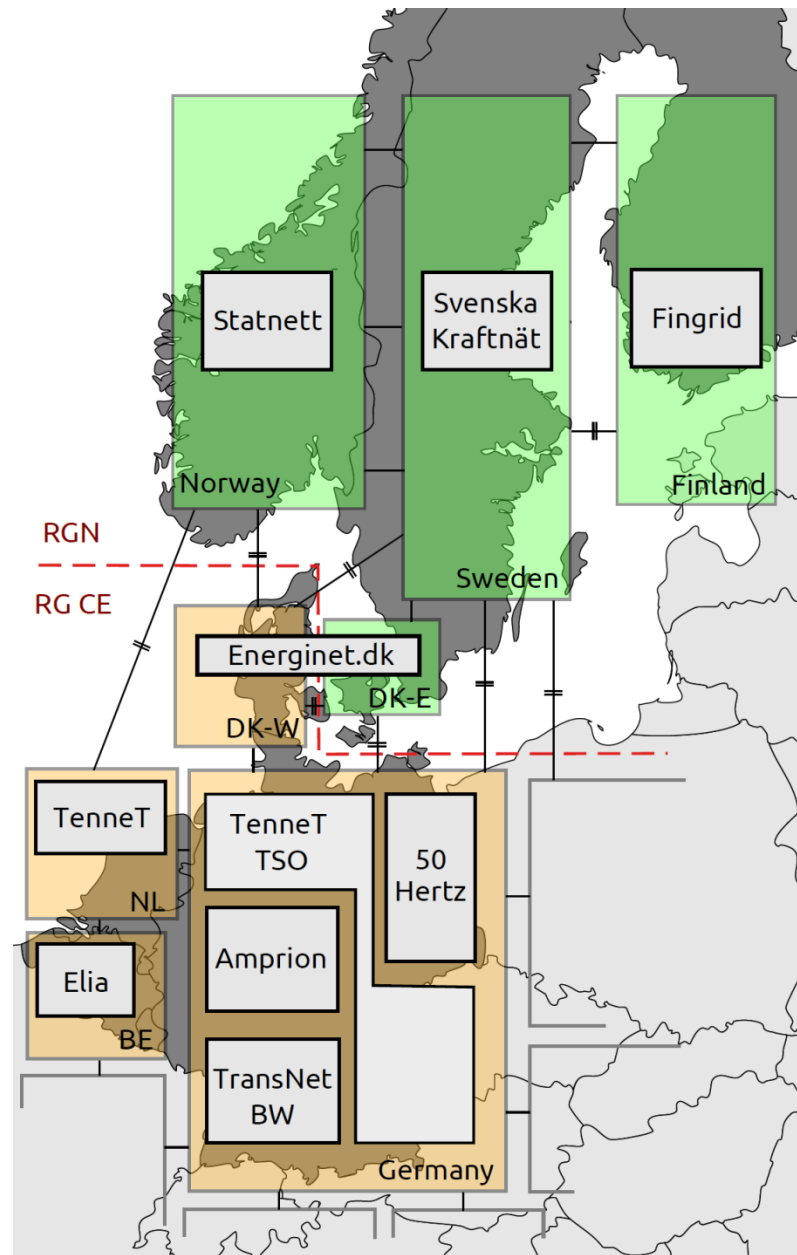 Statnett
Svenska
Kraftnät
Fingrid
Norway
Finland
RGN
Sweden
RG CE
Energinet.dk
DK-E
DK-W
TenneT
TenneT
TSO
50
Hertz
NL
Amprion
Elia
BE
TransNet
BW
Germany